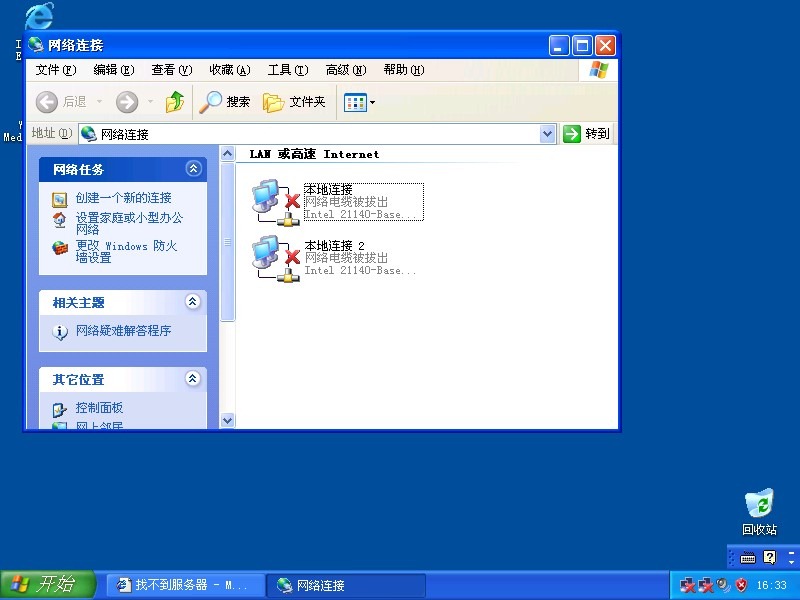 网络连接
文件(F) 编辑(E) 查看(V) 收藏(A) 工具(T) 高级(N) 帮助(H)
后退 搜索 文件夹
地址(D) 网络连接 转到
网络任务
创建一个新的连接
设置家庭或小型办公
网络
更改 Windows 防火
墙设置
相关主题
网络疑难解答程序
其它位置
控制面板
网上邻居
LAN 或高速 Internet
本地连接
网络电缆被拔出
Intel 21140-Base...
本地连接 2
网络电缆被拔出
Intel 21140-Base...
Med
回收站
开始 找不到服务器 - M... 网络连接 16:33